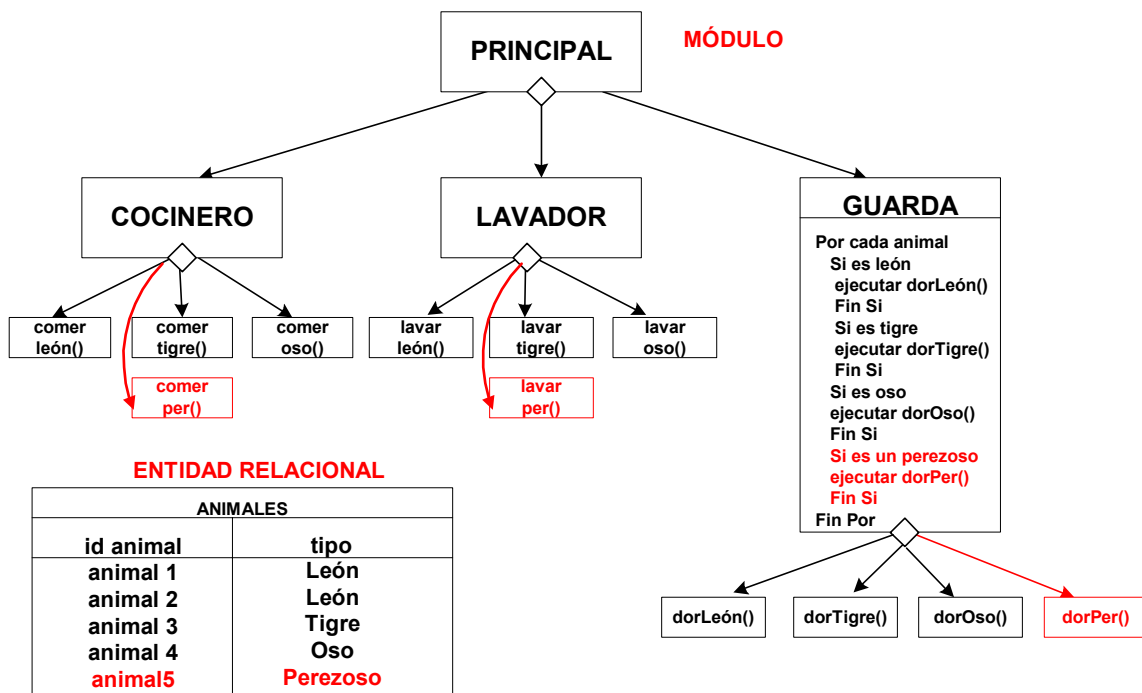 PRINCIPAL
MÓDULO
COCINERO
LAVADOR
GUARDA
Por cada animal
Si es león
ejecutar dorLeón()
Fin Si
Si es tigre
ejecutar dorTigre()
Fin Si
Si es oso
ejecutar dorOso()
Fin Si
Si es un perezoso
ejecutar dorPer()
Fin Si
Fin Por
comer
león()
comer
tigre()
comer
oso()
comer
per()
lavar
león()
lavar
tigre()
lavar
oso()
lavar
per()
dorLeón()
dorTigre()
dorOso()
dorPer()
ENTIDAD RELACIONAL
ANIMALES
id animal tipo
animal 1 León
animal 2 León
animal 3 Tigre
animal 4 Oso
animal5 Perezoso